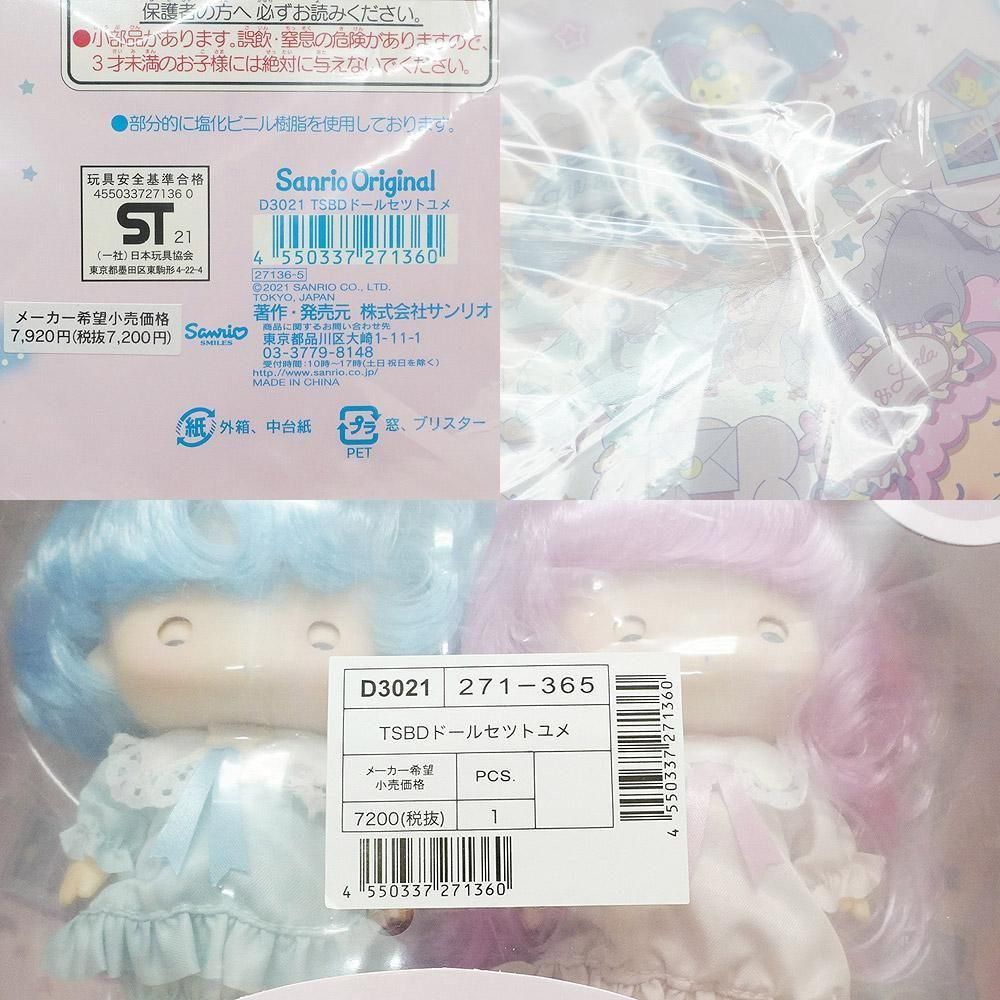 保護者の方へ 必ずお読みください。
●小部品があります。誤飲・窒息の危険がありますので、
3才未満のお子様には絶対に与えないでください。
●部分的に塩化ビニル樹脂を使用しております。
玩具安全基準合格
455033727136 0
ST 21
(一社)日本玩具協会
東京都墨田区東駒形4-22-4
Sanrio Original
D3021 TSBDドールセツトユメ
4 550337 271360
27136-5
©2021 SANRIO CO., LTD.
TOKYO, JAPAN
著作・発売元 株式会社サンリオ
商品に関するお問い合わせ先
東京都品川区大崎1-11-1
03-3779-8148
受付時間:10時〜17時(土日祝日を除く)
http://www.sanrio.co.jp/
MADE IN CHINA
メーカー希望小売価格
7,920円(税抜7,200円)
Sanrio
SMILES
紙 外箱、中台紙
プラ 窓、ブリスター
PET
& Lala
D3021 271-365
TSBDドールセツトユメ
メーカー希望
小売価格
PCS.
7200(税抜) 1
4 550337 271360
4 550337 271360